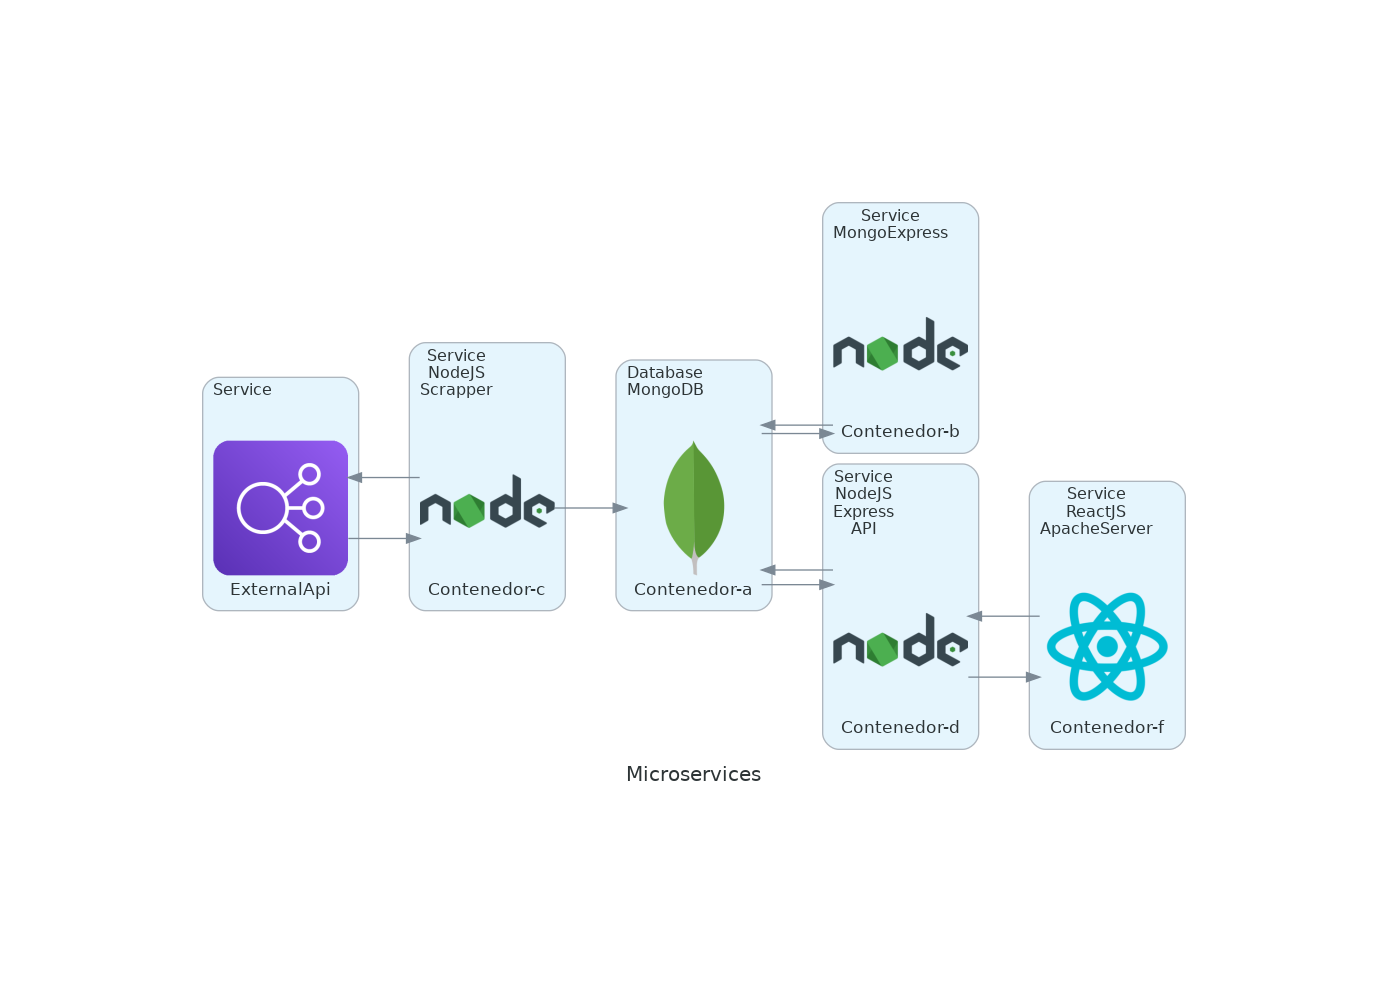 Service
ExternalApi
Service
NodeJS
Scrapper
node
Contenedor-c
Database
MongoDB
Contenedor-a
Service
MongoExpress
node
Contenedor-b
Service
NodeJS
Express
API
node
Contenedor-d
Service
ReactJS
ApacheServer
Contenedor-f
Microservices